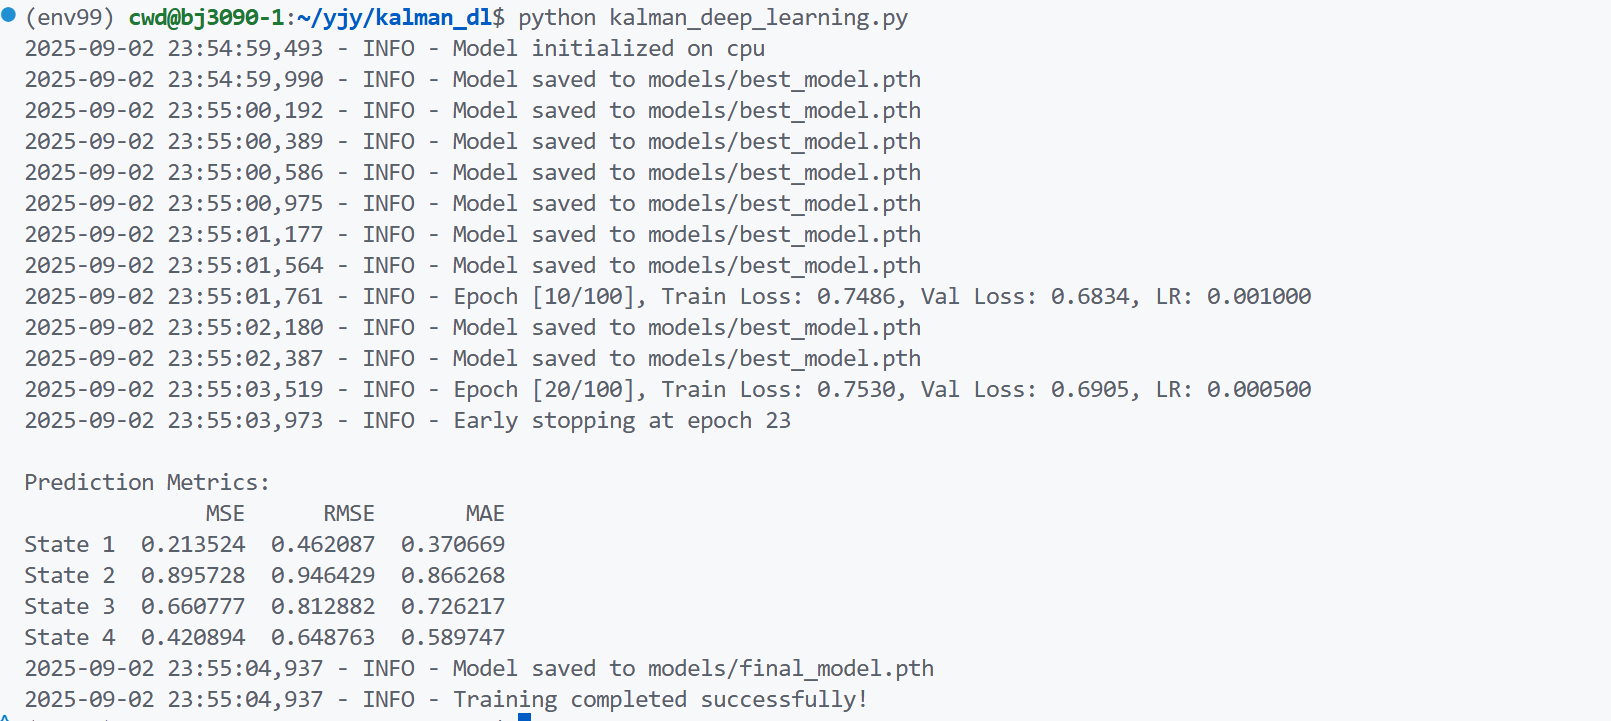 (env99) cwd@bj3090-1:~/yjy/kalman_dl$ python kalman_deep_learning.py
2025-09-02 23:54:59,493 - INFO - Model initialized on cpu
2025-09-02 23:54:59,990 - INFO - Model saved to models/best_model.pth
2025-09-02 23:55:00,192 - INFO - Model saved to models/best_model.pth
2025-09-02 23:55:00,389 - INFO - Model saved to models/best_model.pth
2025-09-02 23:55:00,586 - INFO - Model saved to models/best_model.pth
2025-09-02 23:55:00,975 - INFO - Model saved to models/best_model.pth
2025-09-02 23:55:01,177 - INFO - Model saved to models/best_model.pth
2025-09-02 23:55:01,564 - INFO - Model saved to models/best_model.pth
2025-09-02 23:55:01,761 - INFO - Epoch [10/100], Train Loss: 0.7486, Val Loss: 0.6834, LR: 0.001000
2025-09-02 23:55:02,180 - INFO - Model saved to models/best_model.pth
2025-09-02 23:55:02,387 - INFO - Model saved to models/best_model.pth
2025-09-02 23:55:03,519 - INFO - Epoch [20/100], Train Loss: 0.7530, Val Loss: 0.6905, LR: 0.000500
2025-09-02 23:55:03,973 - INFO - Early stopping at epoch 23
Prediction Metrics:
MSE RMSE MAE
State 1 0.213524 0.462087 0.370669
State 2 0.895728 0.946429 0.866268
State 3 0.660777 0.812882 0.726217
State 4 0.420894 0.648763 0.589747
2025-09-02 23:55:04,937 - INFO - Model saved to models/final_model.pth
2025-09-02 23:55:04,937 - INFO - Training completed successfully!